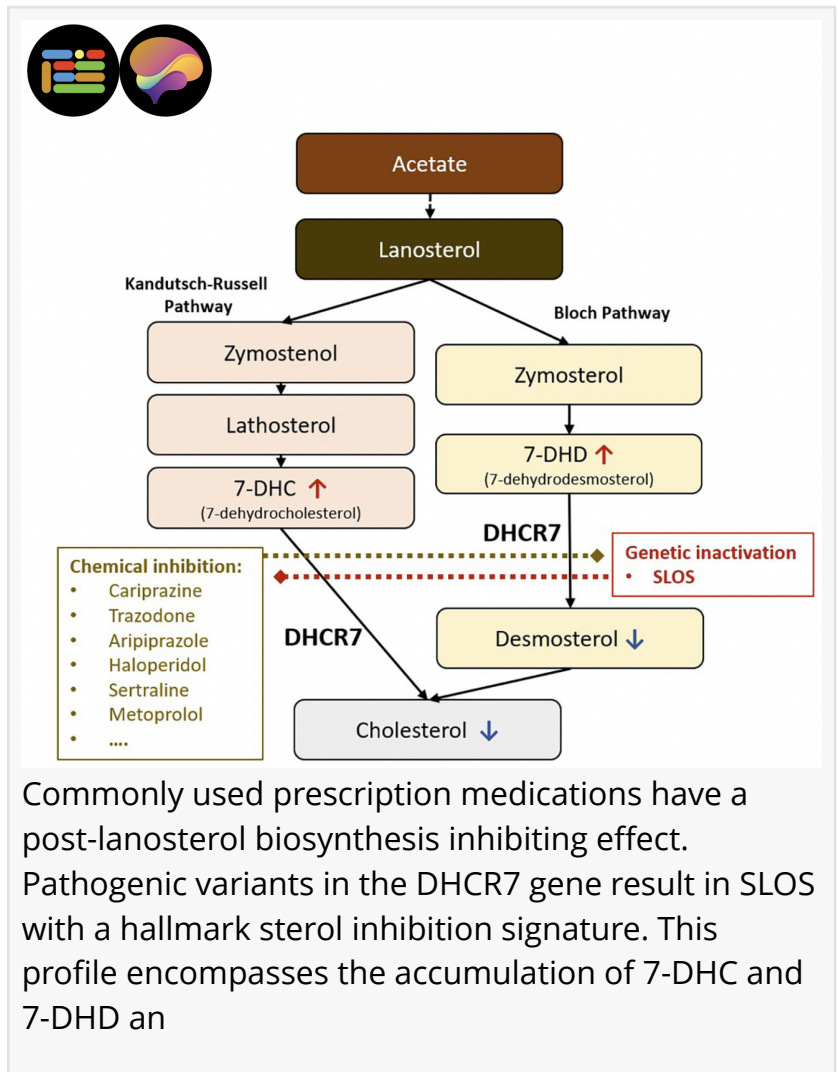 Acetate
Lanosterol
Kandutsch-Russell
Pathway
Bloch Pathway
Zymostenol
Zymosterol
Lathosterol
7-DHC ↑
(7-dehydrocholesterol)
7-DHD ↑
(7-dehydrodesmosterol)
DHCR7
Chemical inhibition:
• Cariprazine
• Trazodone
• Aripiprazole
• Haloperidol
• Sertraline
• Metoprolol
• ....
Genetic inactivation
• SLOS
DHCR7
Desmosterol ↓
Cholesterol ↓
Commonly used prescription medications have a
post-lanosterol biosynthesis inhibiting effect.
Pathogenic variants in the DHCR7 gene result in SLOS
with a hallmark sterol inhibition signature. This
profile encompasses the accumulation of 7-DHC and
7-DHD an